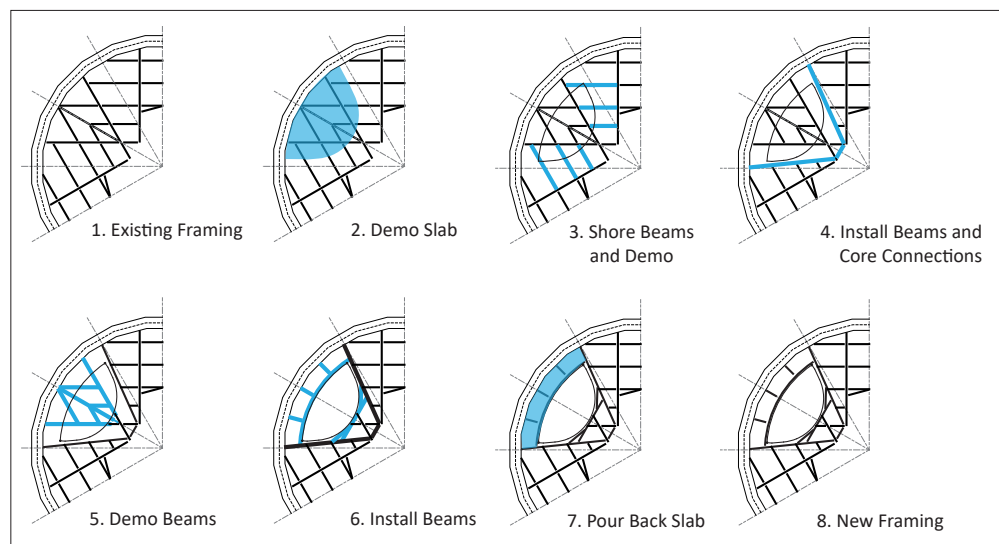 1. Existing Framing
2. Demo Slab
3. Shore Beams
and Demo
4. Install Beams and
Core Connections
5. Demo Beams
6. Install Beams
7. Pour Back Slab
8. New Framing